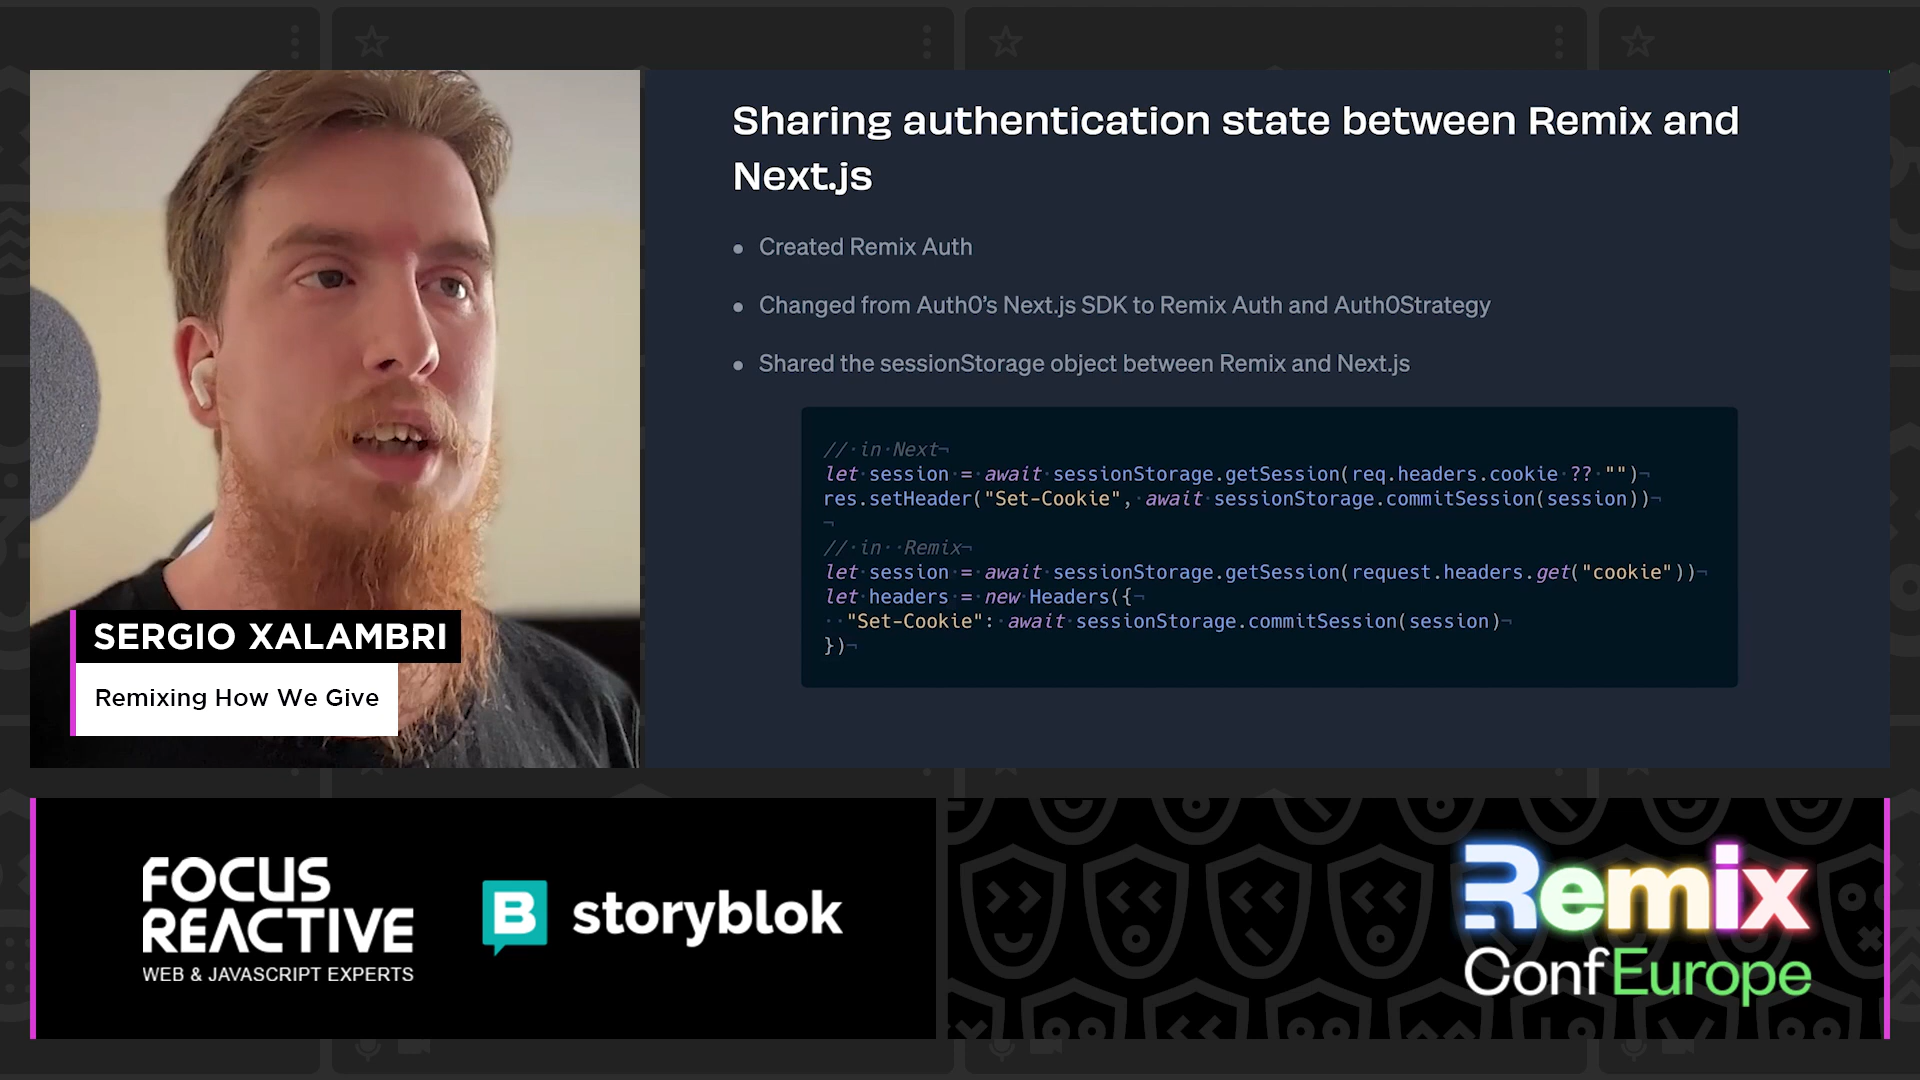 Sharing authentication state between Remix and
Next.js
• Created Remix Auth
• Changed from Auth0’s Next.js SDK to Remix Auth and Auth0Strategy
• Shared the sessionStorage object between Remix and Next.js
//·in·Next¬
let·session·=·await·sessionStorage.getSession(req.headers.cookie·??·"")¬
res.setHeader("Set-Cookie",·await·sessionStorage.commitSession(session))¬
¬
//·in··Remix¬
let·session·=·await·sessionStorage.getSession(request.headers.get("cookie"))¬
let·headers·=·new·Headers({¬
··"Set-Cookie":·await·sessionStorage.commitSession(session)¬
})¬
SERGIO XALAMBRI
Remixing How We Give
FOCUS
REACTIVE
WEB & JAVASCRIPT EXPERTS
B storyblok
Remix
Conf Europe